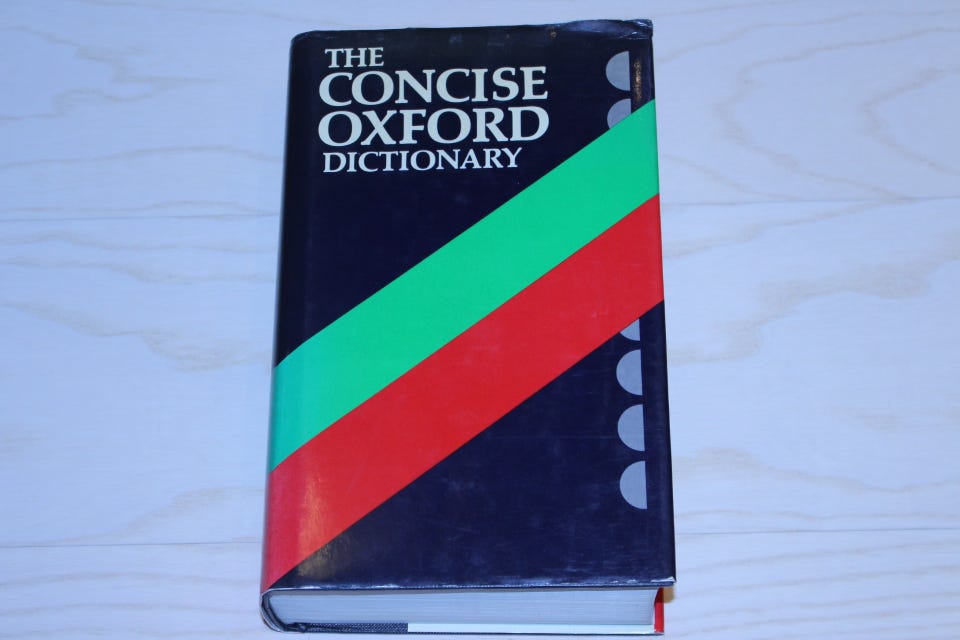 THE
CONCISE
OXFORD
DICTIONARY